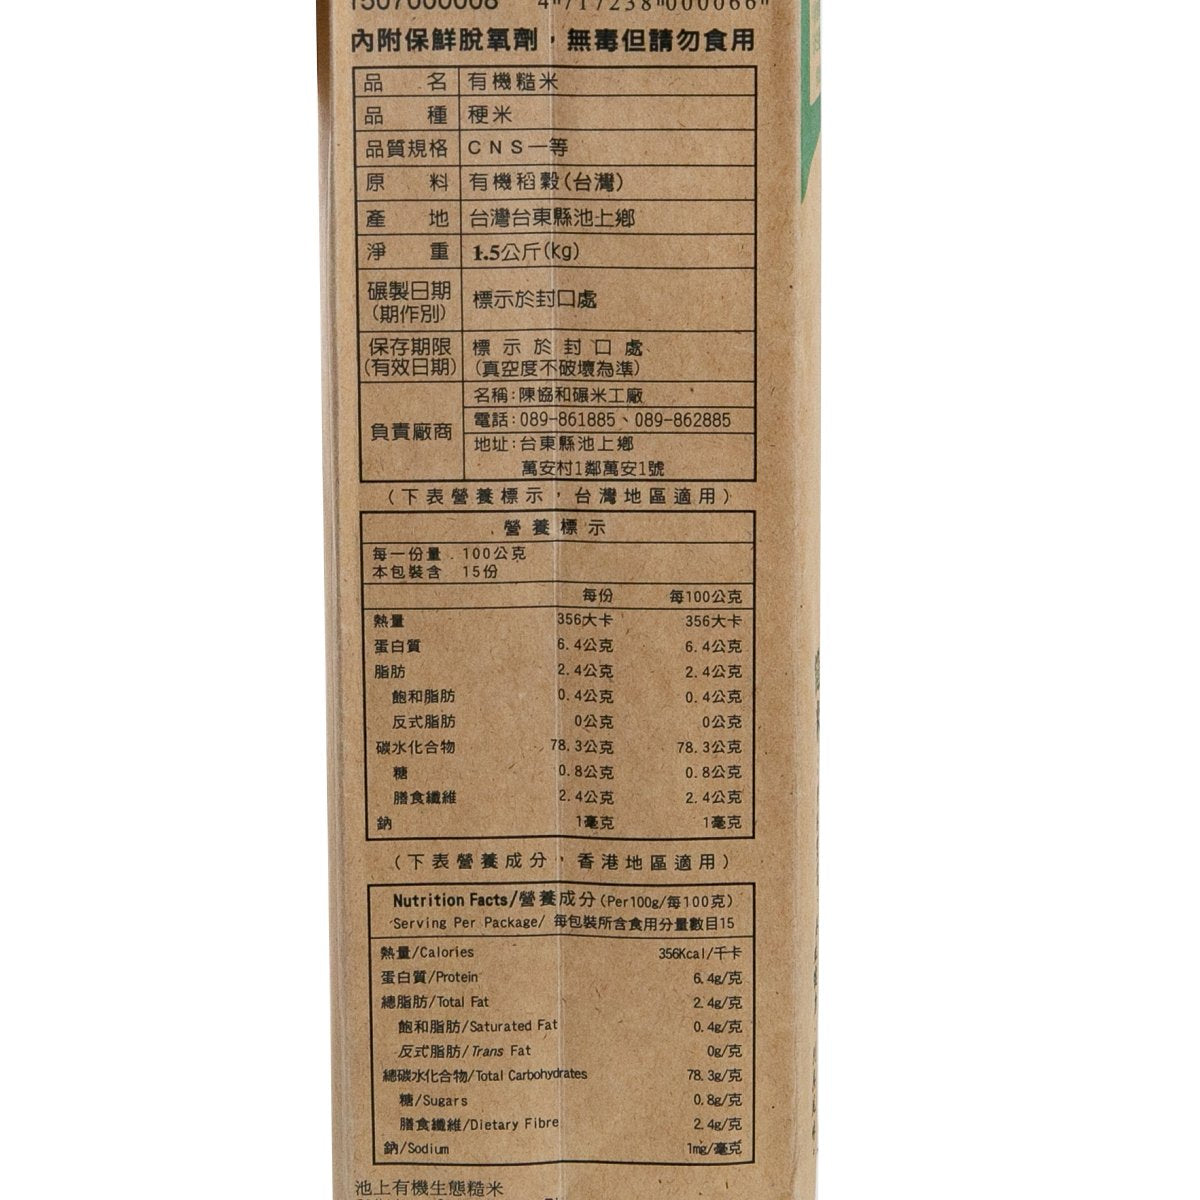 4 717238 000066
內附保鮮脫氧劑，無毒但請勿食用
品名 有機糙米
品種 稉米
品質規格 CNS一等
原料 有機稻穀(台灣)
產地 台灣台東縣池上鄉
淨重 1.5公斤(kg)
碾製日期 標示於封口處
(期作別)
保存期限 標示於封口處
(有效日期) (真空度不破壞為準)
負責廠商 名稱:陳協和碾米工廠
電話:089-861885、089-862885
地址:台東縣池上鄉
萬安村1鄰萬安1號
(下表營養標示，台灣地區適用)
營養標示
每一份量 100公克
本包裝含 15份
每份 每100公克
熱量 356大卡 356大卡
蛋白質 6.4公克 6.4公克
脂肪 2.4公克 2.4公克
飽和脂肪 0.4公克 0.4公克
反式脂肪 0公克 0公克
碳水化合物 78.3公克 78.3公克
糖 0.8公克 0.8公克
膳食纖維 2.4公克 2.4公克
鈉 1毫克 1毫克
(下表營養成分，香港地區適用)
Nutrition Facts/營養成分(Per100g/每100克)
Serving Per Package/ 每包裝所含食用分量數目15
熱量/Calories 356Kcal/千卡
蛋白質/Protein 6.4g/克
總脂肪/Total Fat 2.4g/克
飽和脂肪/Saturated Fat 0.4g/克
反式脂肪/Trans Fat 0g/克
總碳水化合物/Total Carbohydrates 78.3g/克
糖/Sugars 0.8g/克
膳食纖維/Dietary Fibre 2.4g/克
鈉/Sodium 1mg/毫克
池上有機生態糙米